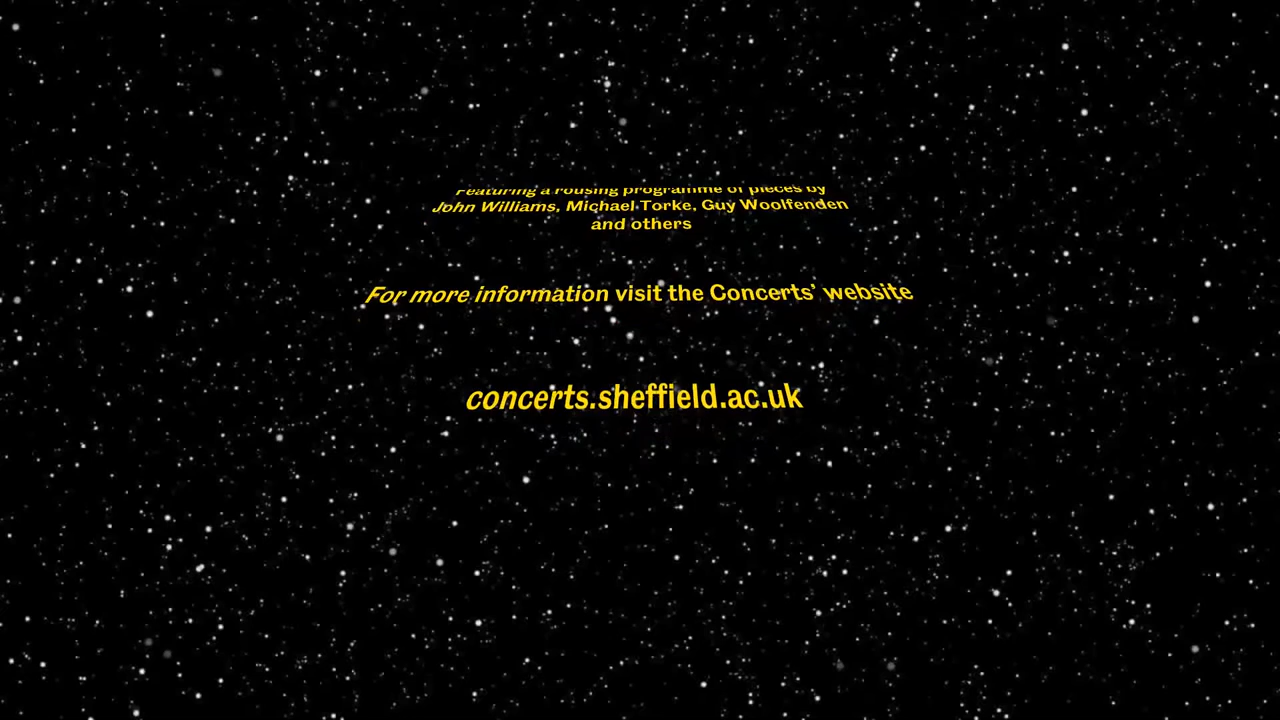 Featuring a rousing programme of pieces by
John Williams, Michael Torke, Guy Woolfenden
and others
For more information visit the Concerts’ website
concerts.sheffield.ac.uk